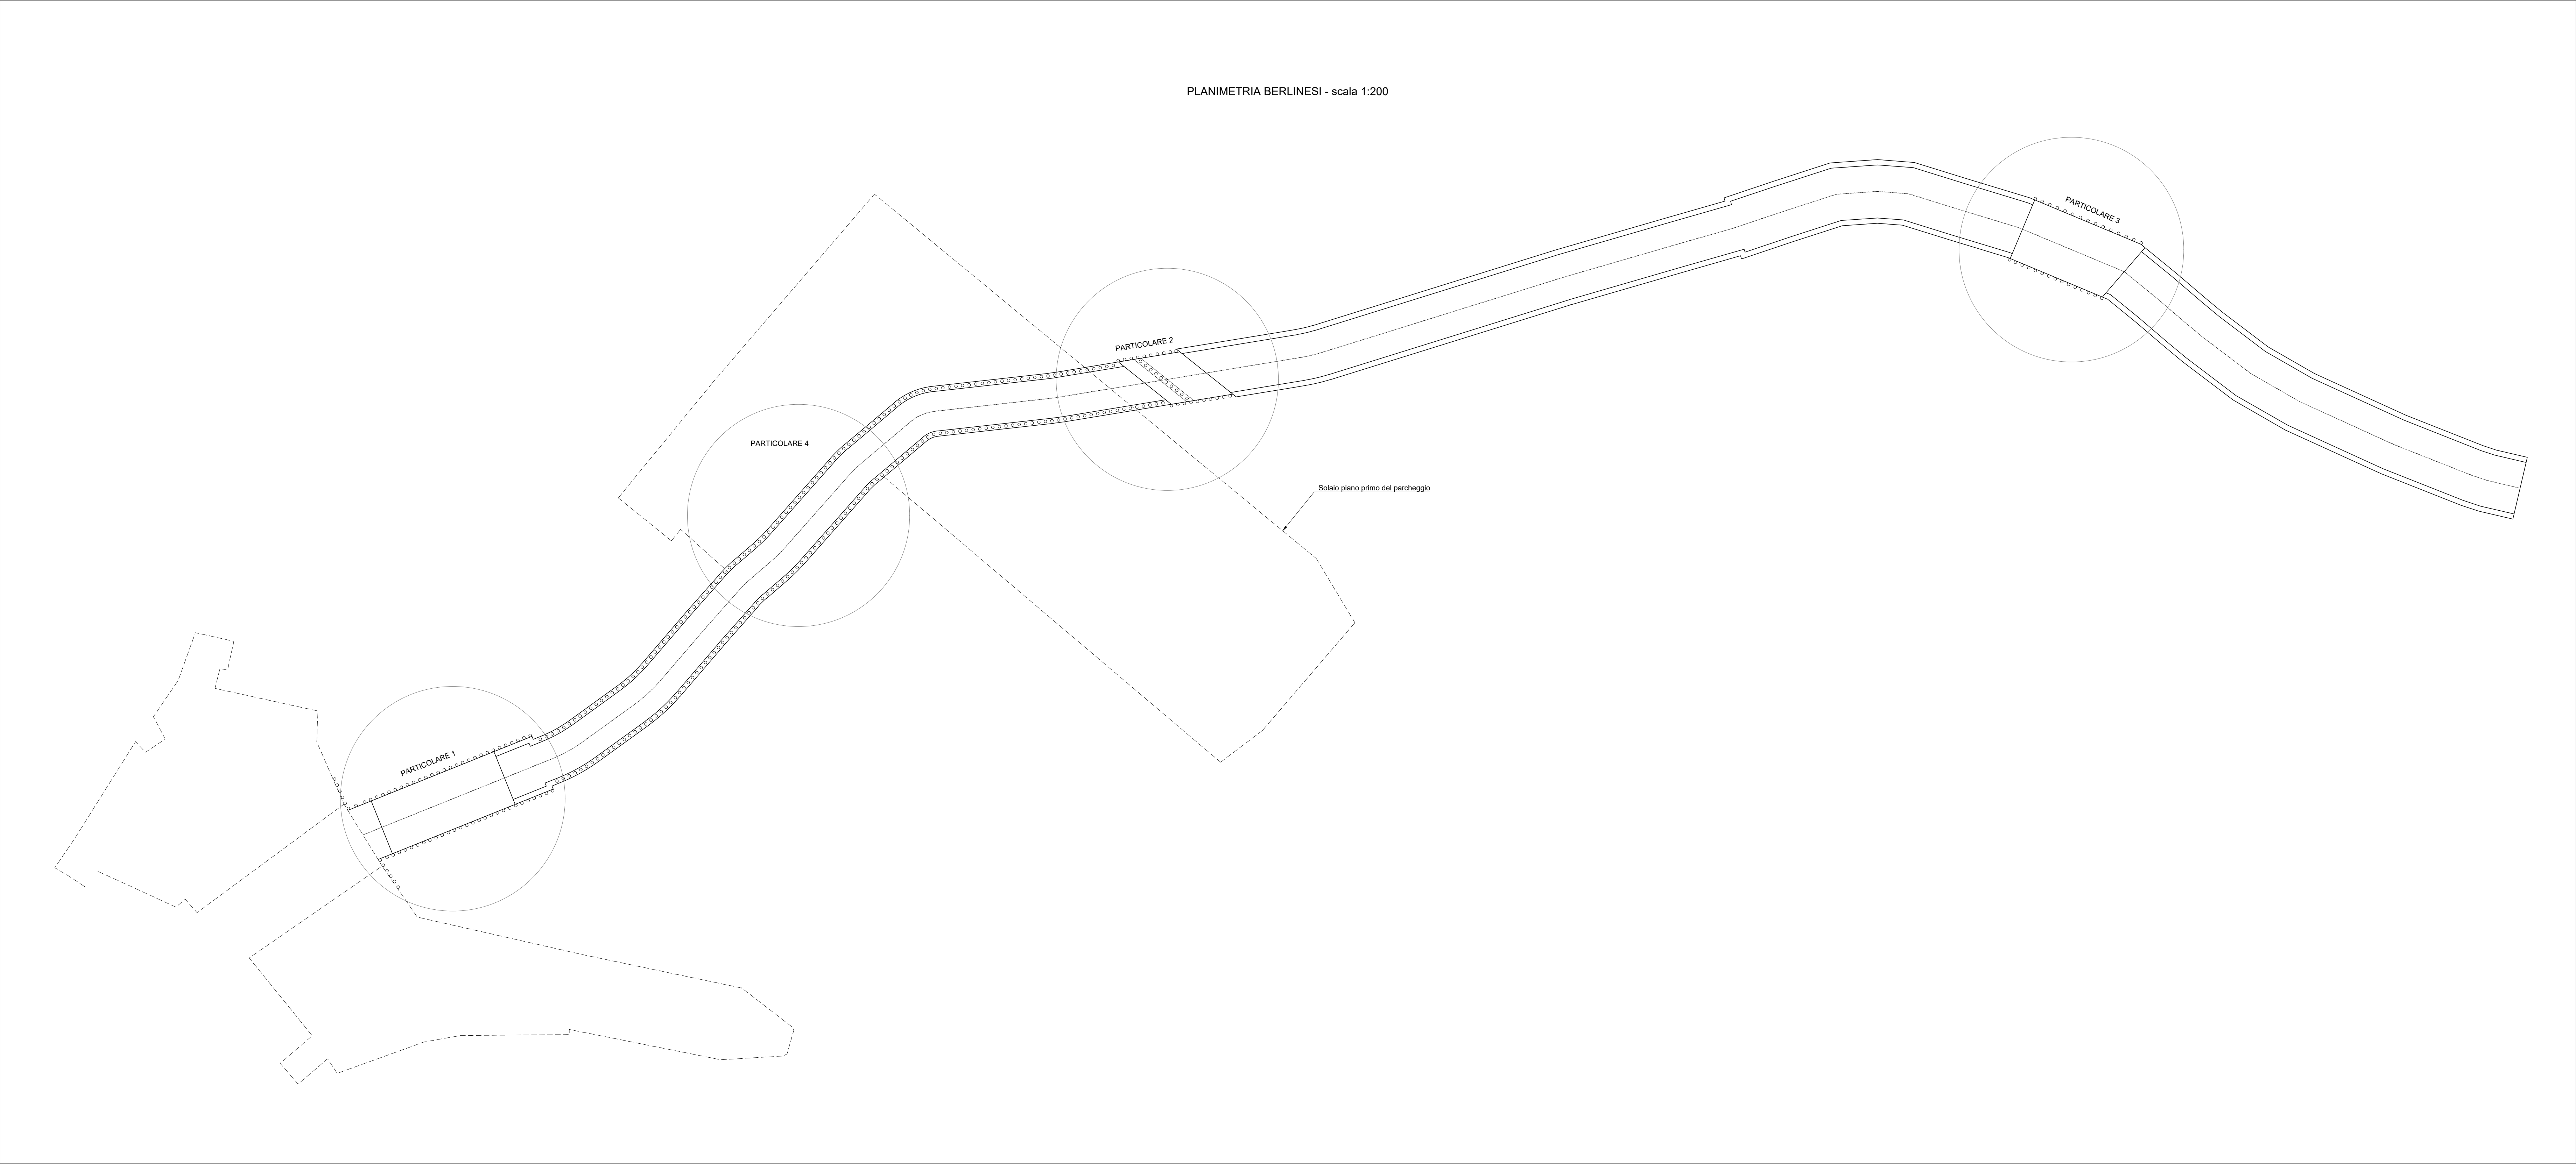 PLANIMETRIA BERLINESI - scala 1:200
PARTICOLARE 3
PARTICOLARE 2
PARTICOLARE 4
Solaio piano primo del parcheggio
PARTICOLARE 1